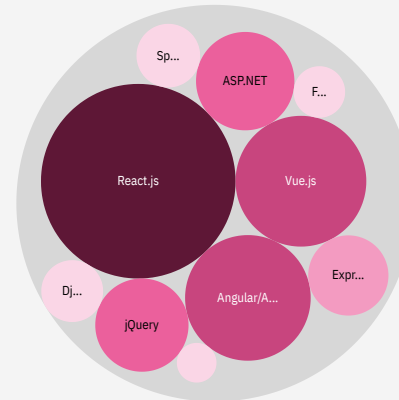 Sp...
ASP.NET
F...
React.js
Vue.js
Expr...
Dj...
Angular/A...
jQuery